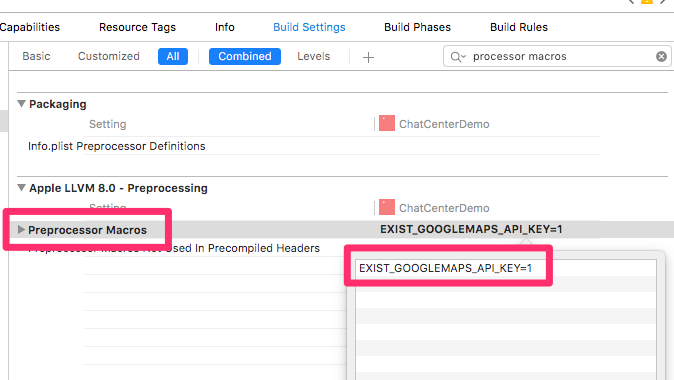 Capabilities Resource Tags Info Build Settings Build Phases Build Rules
Basic Customized All Combined Levels + processor macros
Packaging
Setting ChatCenterDemo
Info.plist Preprocessor Definitions
Apple LLVM 8.0 - Preprocessing
Setting ChatCenterDemo
Preprocessor Macros EXIST_GOOGLEMAPS_API_KEY=1
Preprocessor Macros Not Used In Precompiled Headers
EXIST_GOOGLEMAPS_API_KEY=1